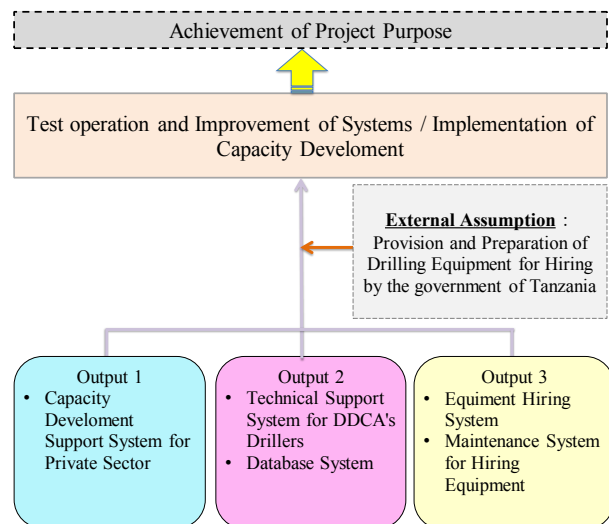 Achievement of Project Purpose
Test operation and Improvement of Systems / Implementation of
Capacity Develoment
External Assumption :
Provision and Preparation of
Drilling Equipment for Hiring
by the government of Tanzania
Output 1
• Capacity
Develoment
Support System for
Private Sector
Output 2
• Technical Support
System for DDCA's
Drillers
• Database System
Output 3
• Equiment Hiring
System
• Maintenance System
for Hiring
Equipment